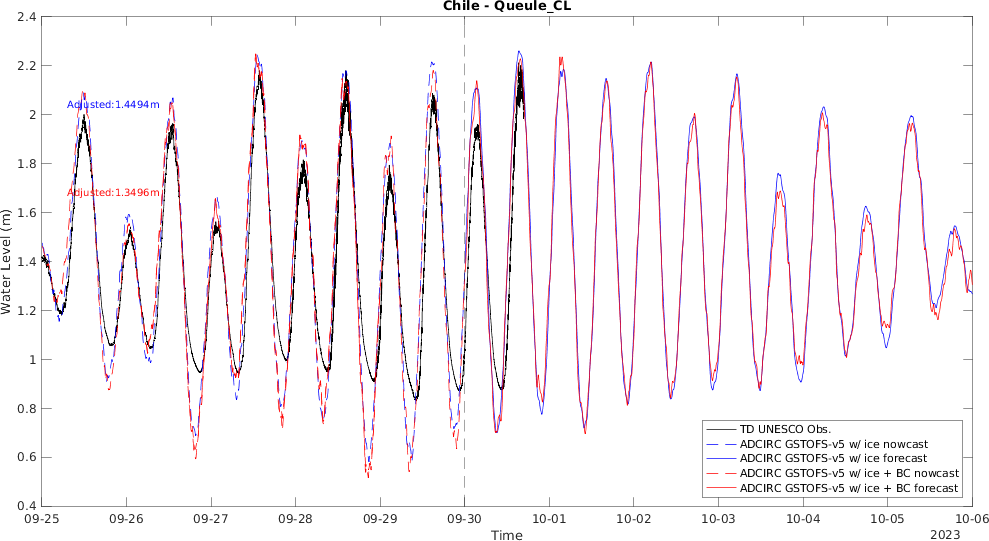 Chile - Queule_CL
2.4
2.2
2
1.8
1.6
1.4
1.2
1
0.8
0.6
0.4
Water Level (m)
Adjusted:1.4494m
Adjusted:1.3496m
TD UNESCO Obs.
ADCIRC GSTOFS-v5 w/ ice nowcast
ADCIRC GSTOFS-v5 w/ ice forecast
ADCIRC GSTOFS-v5 w/ ice + BC nowcast
ADCIRC GSTOFS-v5 w/ ice + BC forecast
09-25 09-26 09-27 09-28 09-29 09-30 10-01 10-02 10-03 10-04 10-05 10-06
Time
2023